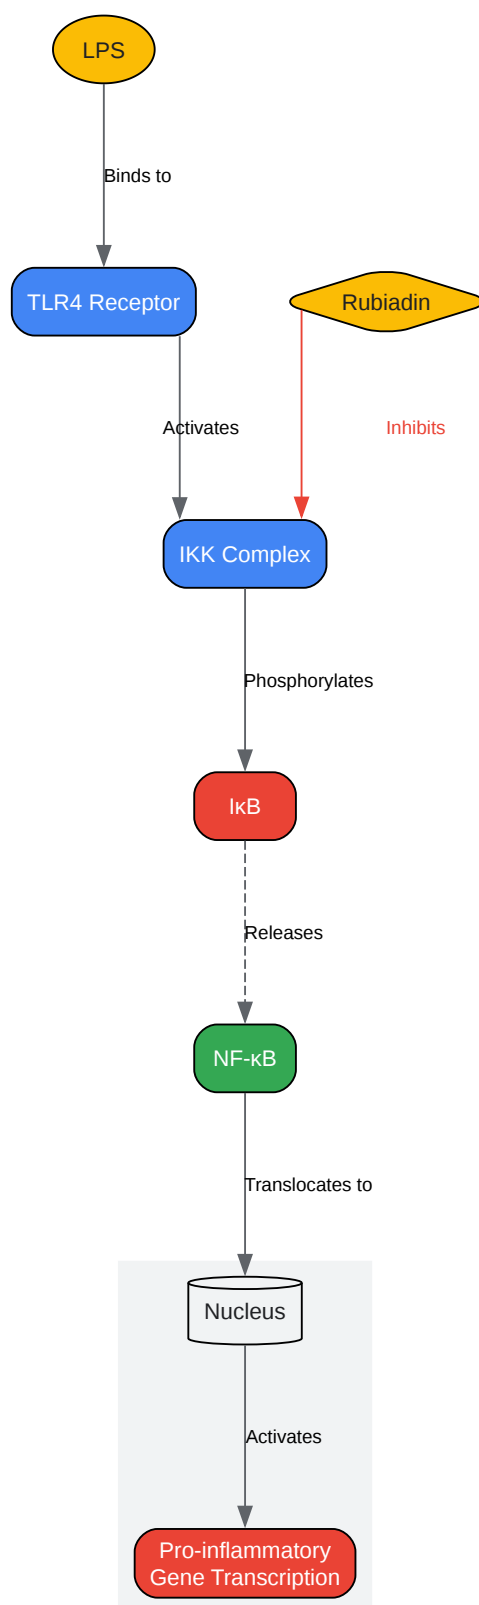 LPS
Binds to
TLR4 Receptor
Rubiadin
Activates
Inhibits
IKK Complex
Phosphorylates
IκB
Releases
NF-κB
Translocates to
Nucleus
Activates
Pro-inflammatory
Gene Transcription